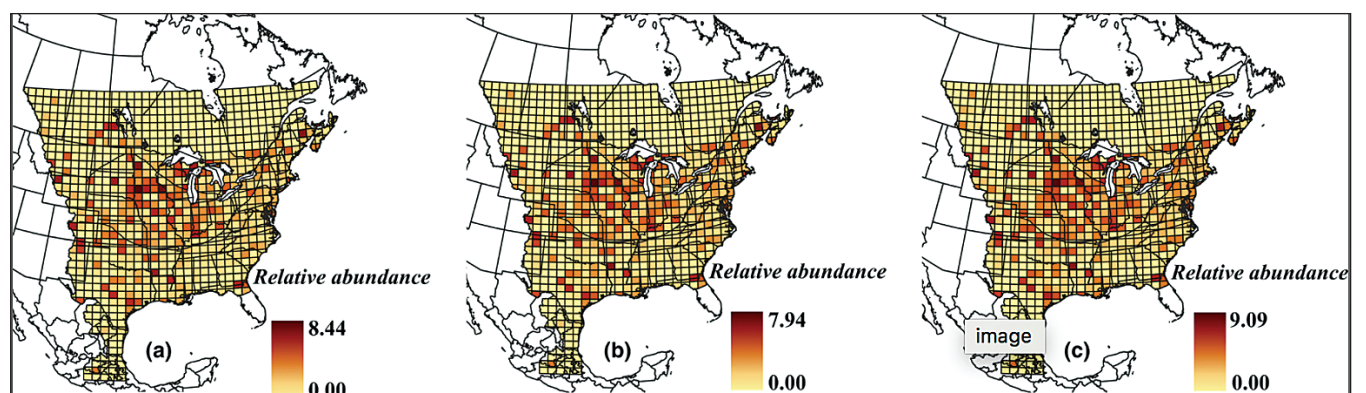 Relative abundance
8.44
0.00
(a)
Relative abundance
7.94
0.00
(b)
Relative abundance
9.09
0.00
image
(c)